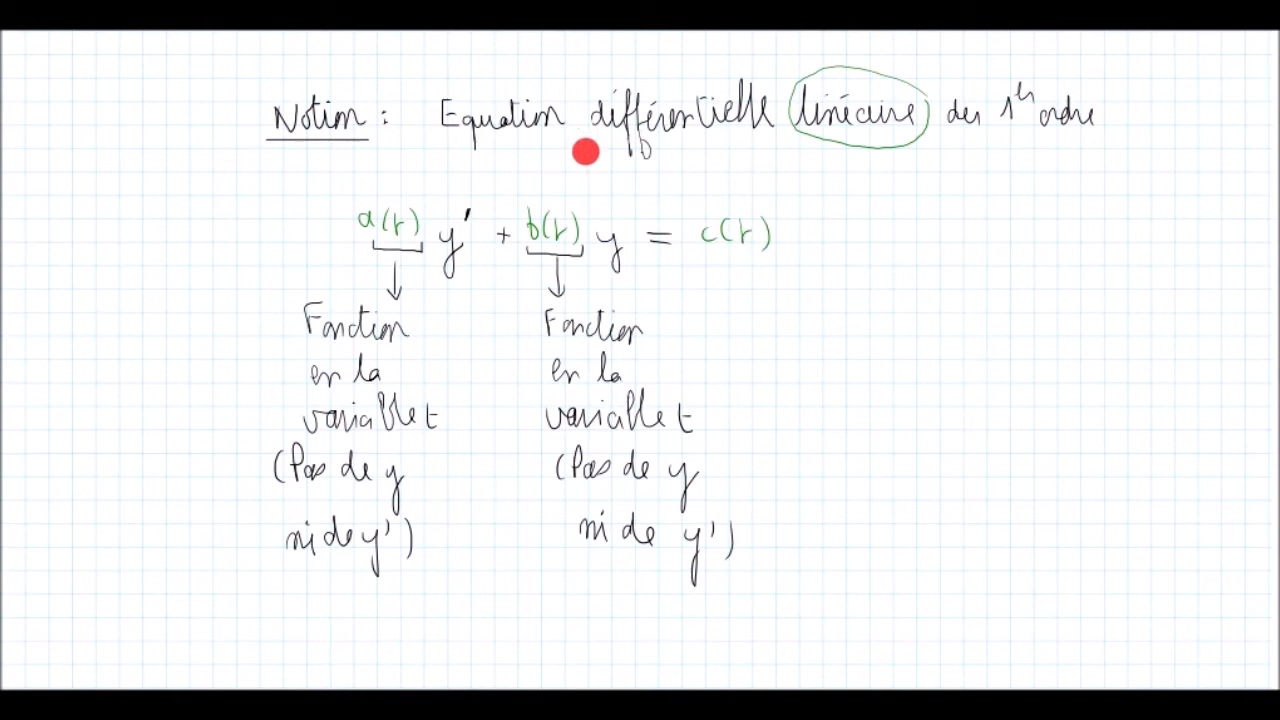 Notion : Equation différentielle linéaire du 1er ordre
a(t) y' + b(t) y = c(t)
Fonction Fonction
en la en la
variable t variable t
(Pas de y (Pas de y
ni de y') ni de y')